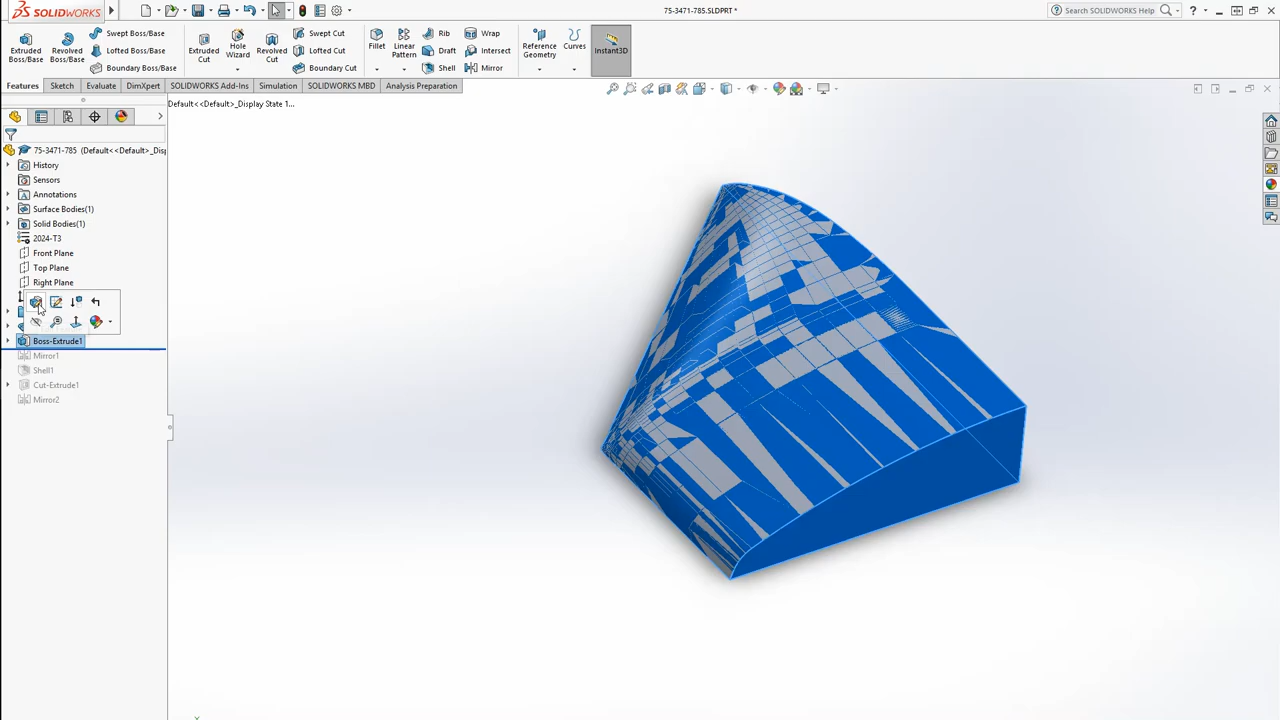 SOLIDWORKS
75-3471-785.SLDPRT *
Search SOLIDWORKS Help
Extruded Boss/Base
Revolved Boss/Base
Swept Boss/Base
Lofted Boss/Base
Boundary Boss/Base
Extruded Cut
Hole Wizard
Revolved Cut
Swept Cut
Lofted Cut
Boundary Cut
Fillet
Linear Pattern
Rib
Draft
Shell
Wrap
Intersect
Mirror
Reference Geometry
Curves
Instant3D
Features Sketch Evaluate DimXpert SOLIDWORKS Add-Ins Simulation SOLIDWORKS MBD Analysis Preparation
Default<<Default>_Display State 1...
75-3471-785 (Default<<Default>_Disp
History
Sensors
Annotations
Surface Bodies(1)
Solid Bodies(1)
2024-T3
Front Plane
Top Plane
Right Plane
Boss-Extrude1
Mirror1
Shell1
Cut-Extrude1
Mirror2